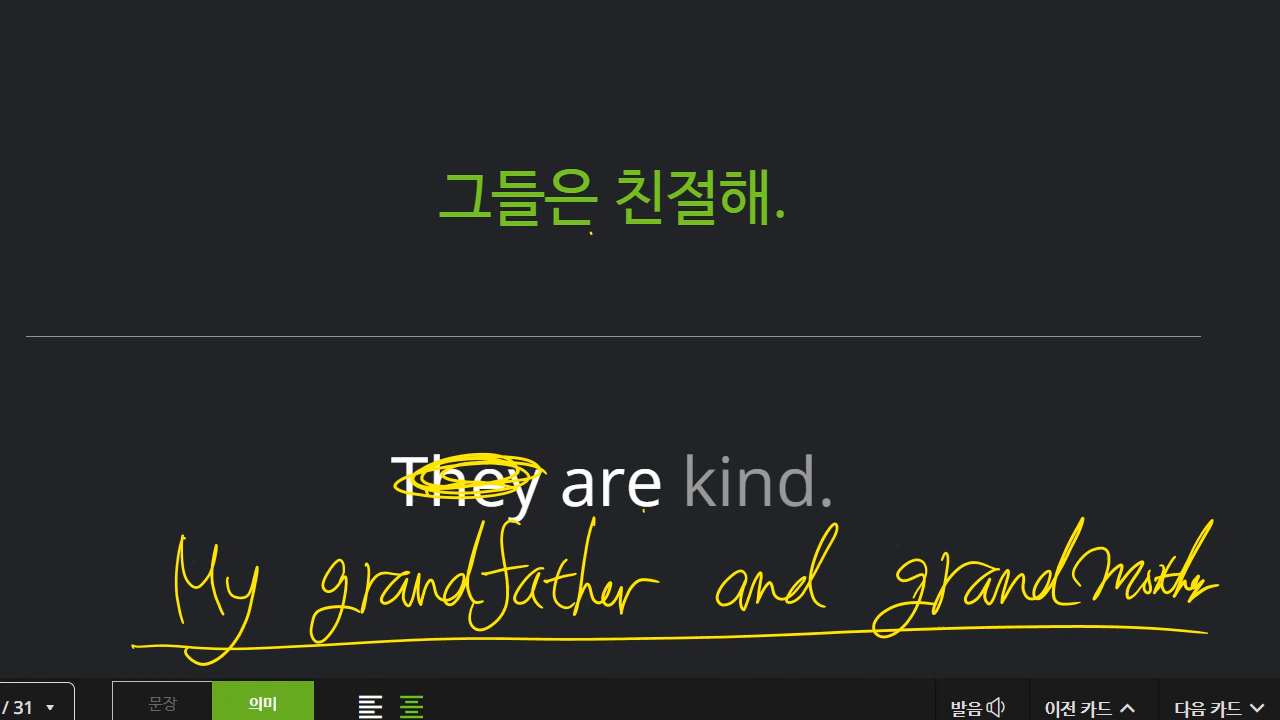 그들은 친절해.
They are kind.
My grandfather and grandmother
/ 31 문장 의미 발음 이전 카드 다음 카드